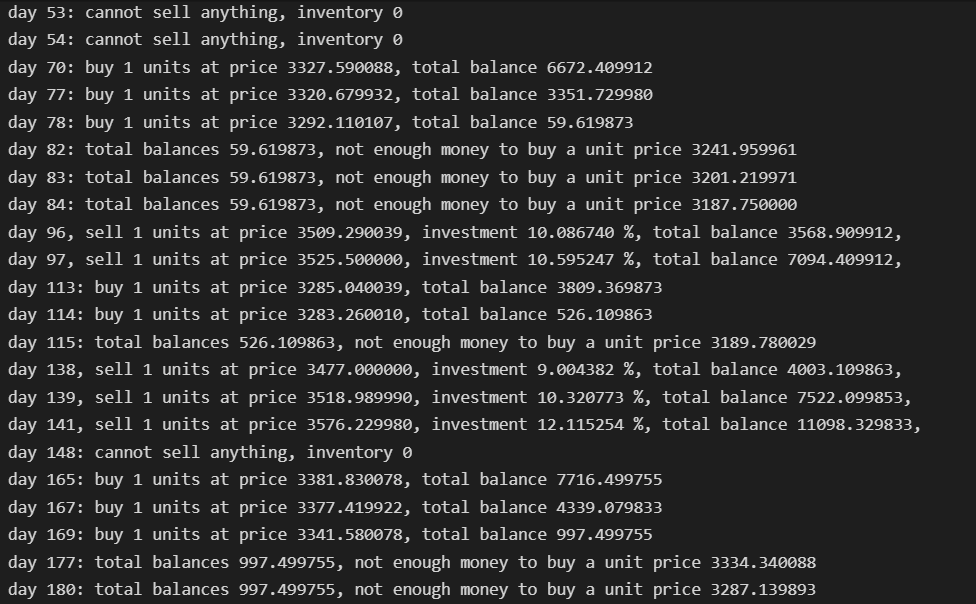 day 53: cannot sell anything, inventory 0
day 54: cannot sell anything, inventory 0
day 70: buy 1 units at price 3327.590088, total balance 6672.409912
day 77: buy 1 units at price 3320.679932, total balance 3351.729980
day 78: buy 1 units at price 3292.110107, total balance 59.619873
day 82: total balances 59.619873, not enough money to buy a unit price 3241.959961
day 83: total balances 59.619873, not enough money to buy a unit price 3201.219971
day 84: total balances 59.619873, not enough money to buy a unit price 3187.750000
day 96, sell 1 units at price 3509.290039, investment 10.086740 %, total balance 3568.909912,
day 97, sell 1 units at price 3525.500000, investment 10.595247 %, total balance 7094.409912,
day 113: buy 1 units at price 3285.040039, total balance 3809.369873
day 114: buy 1 units at price 3283.260010, total balance 526.109863
day 115: total balances 526.109863, not enough money to buy a unit price 3189.780029
day 138, sell 1 units at price 3477.000000, investment 9.004382 %, total balance 4003.109863,
day 139, sell 1 units at price 3518.989990, investment 10.320773 %, total balance 7522.099853,
day 141, sell 1 units at price 3576.229980, investment 12.115254 %, total balance 11098.329833,
day 148: cannot sell anything, inventory 0
day 165: buy 1 units at price 3381.830078, total balance 7716.499755
day 167: buy 1 units at price 3377.419922, total balance 4339.079833
day 169: buy 1 units at price 3341.580078, total balance 997.499755
day 177: total balances 997.499755, not enough money to buy a unit price 3334.340088
day 180: total balances 997.499755, not enough money to buy a unit price 3287.139893